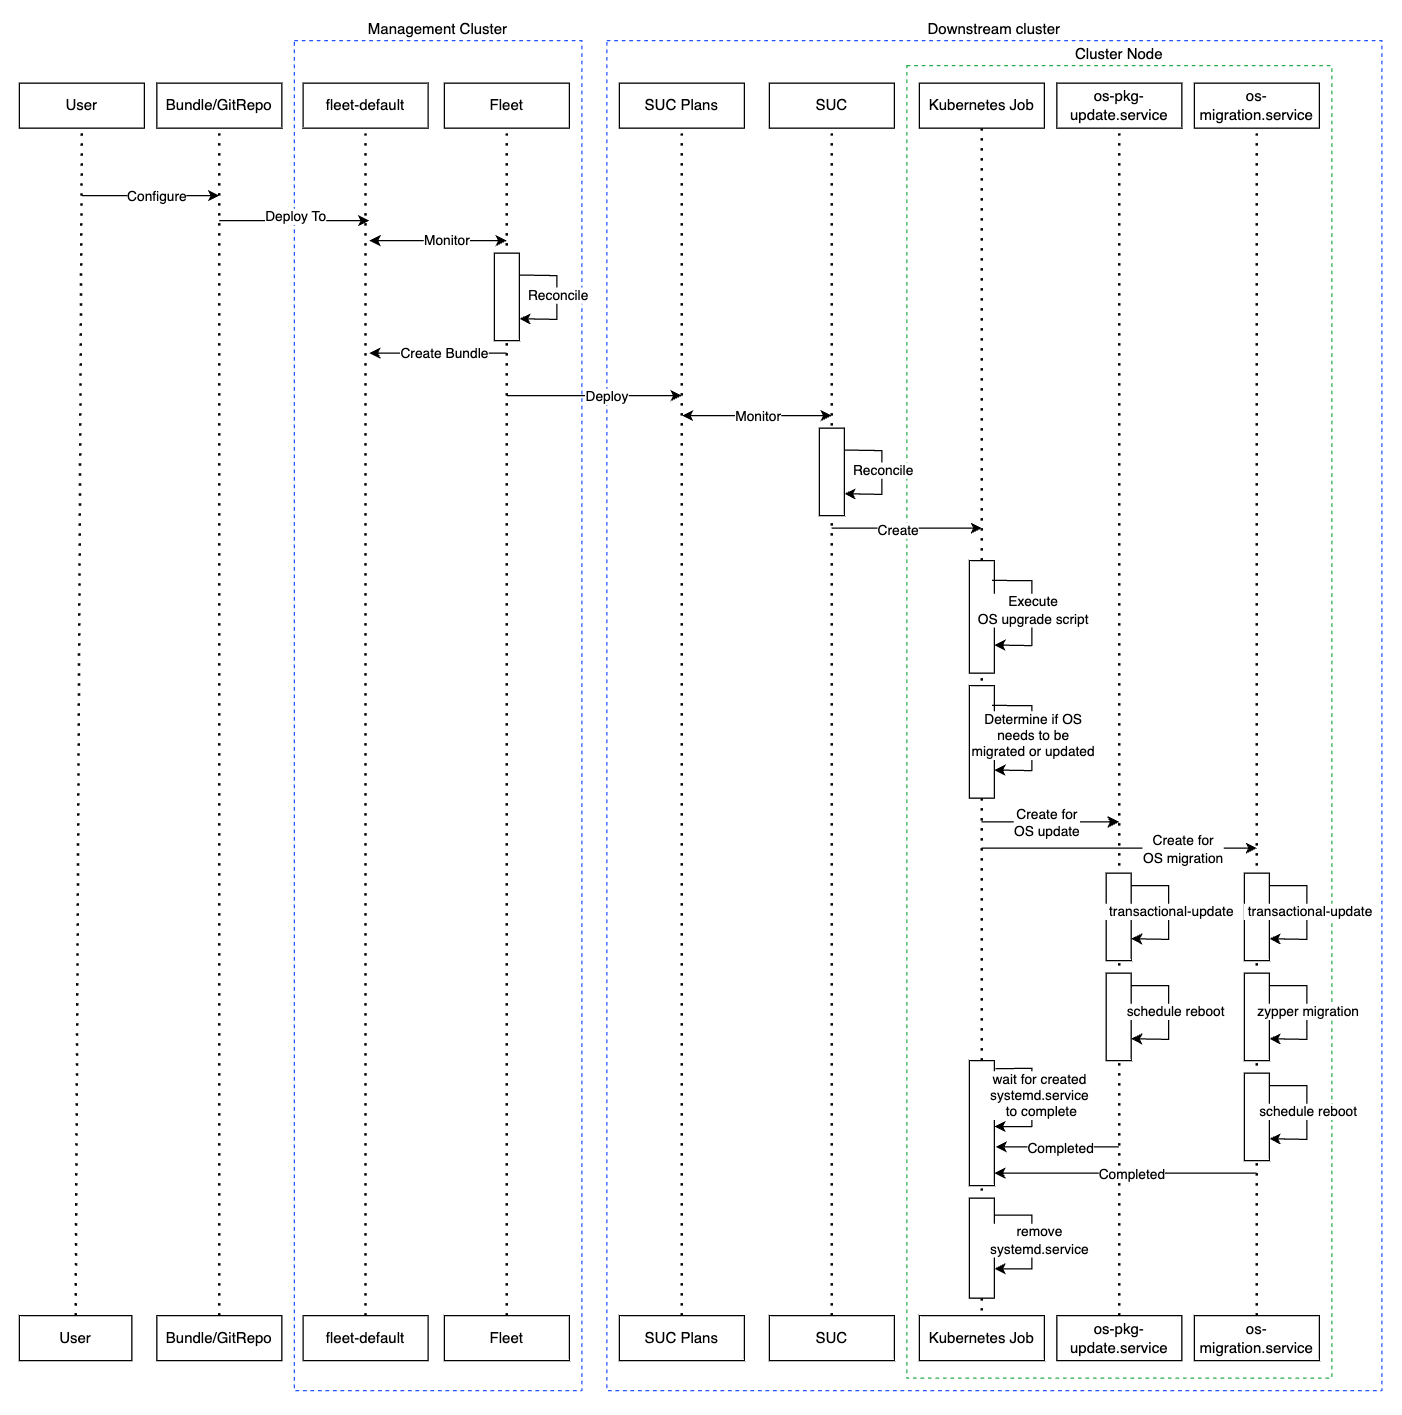 Management Cluster
Downstream cluster
Cluster Node
User
Bundle/GitRepo
fleet-default
Fleet
SUC Plans
SUC
Kubernetes Job
os-pkg-
update.service
os-
migration.service
Configure
Deploy To
Monitor
Reconcile
Create Bundle
Deploy
Monitor
Reconcile
Create
Execute
OS upgrade script
Determine if OS
needs to be
migrated or updated
Create for
OS update
Create for
OS migration
transactional-update
transactional-update
schedule reboot
zypper migration
wait for created
systemd.service
to complete
schedule reboot
Completed
Completed
remove
systemd.service
User
Bundle/GitRepo
fleet-default
Fleet
SUC Plans
SUC
Kubernetes Job
os-pkg-
update.service
os-
migration.service